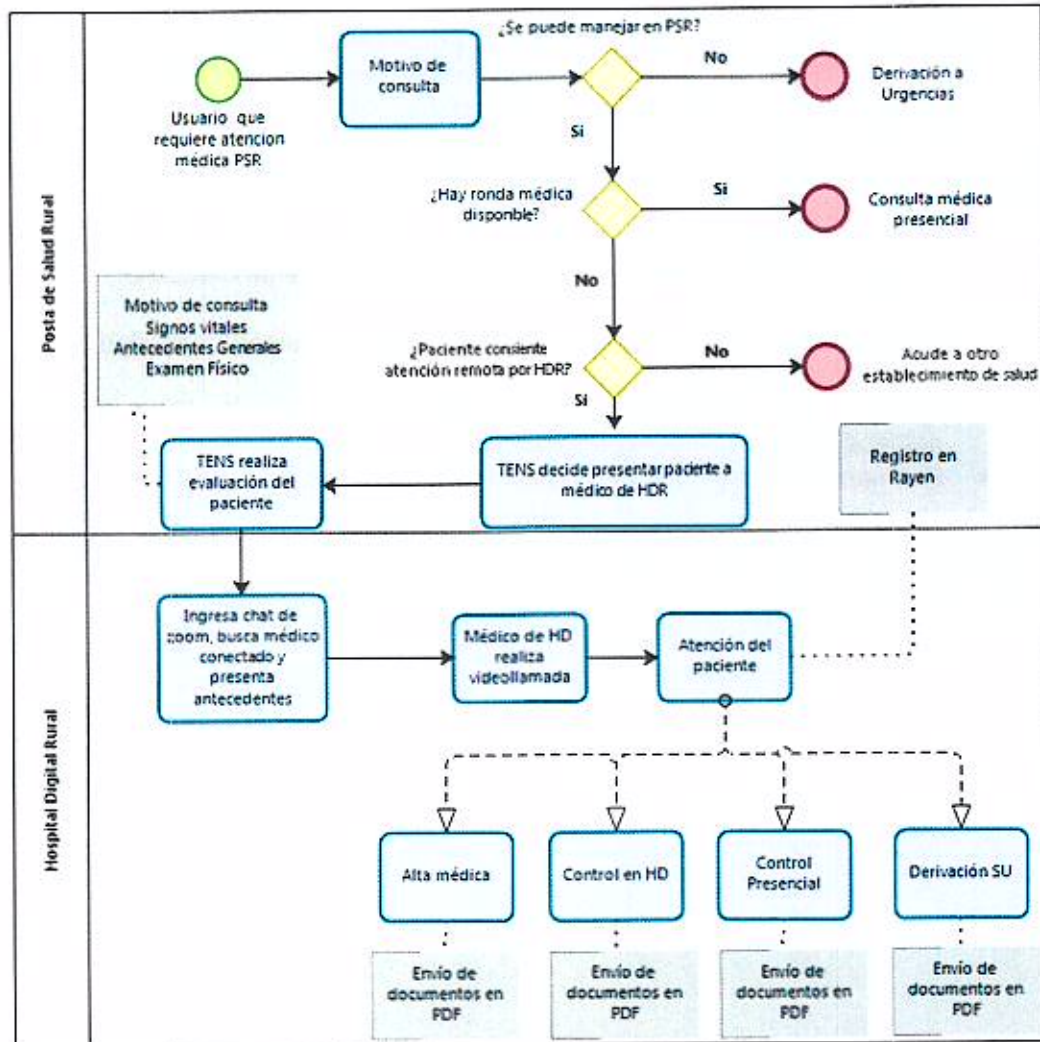 Posta de Salud Rural
¿Se puede manejar en PSR?
Motivo de
consulta
No
Derivación a
Urgencias
Usuario que
requiere atencion
médica PSR
Si
¿Hay ronda médica
disponible?
Si
Consulta médica
presencial
No
Motivo de consulta
Signos vitales
Antecedentes Generales
Examen Físico
¿Paciente consiente
atención remota por HDR?
No
Acude a otro
establecimiento de salud
Si
TENS realiza
evaluación del
paciente
TENS decide presentar paciente a
médico de HDR
Registro en
Rayen
Hospital Digital Rural
Ingresa chat de
zoom, busca médico
conectado y
presenta
antecedentes
Médico de HD
realiza
videollamada
Atención del
paciente
Alta médica
Control en HD
Control
Presencial
Derivación SU
Envío de
documentos en
PDF
Envío de
documentos en
PDF
Envío de
documentos en
PDF
Envío de
documentos en
PDF